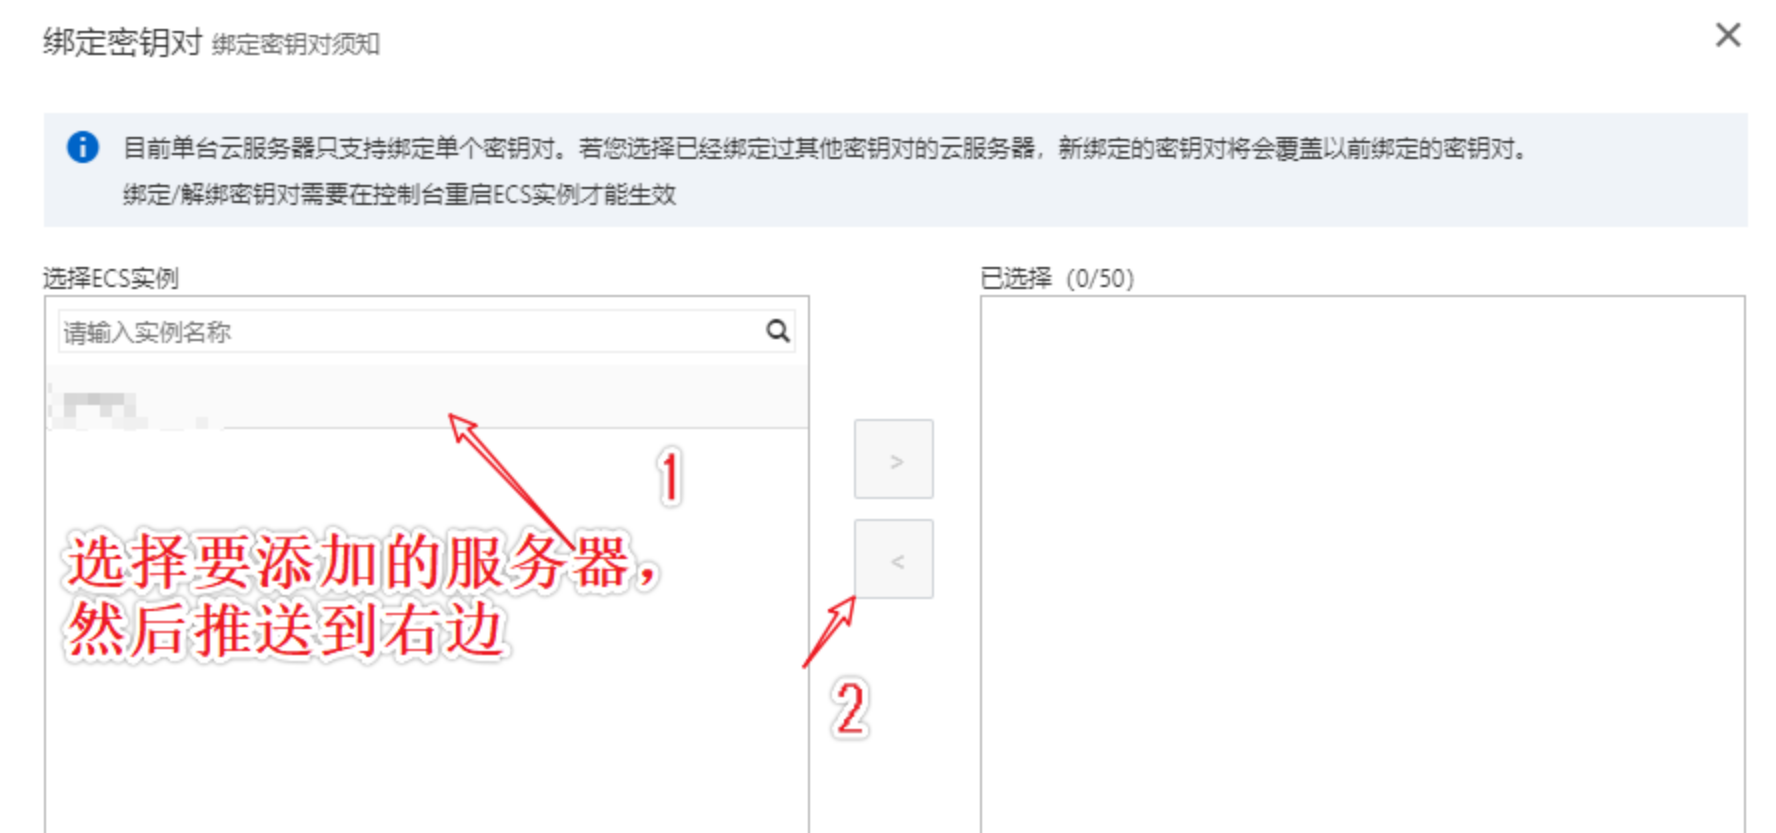 绑定密钥对 绑定密钥对须知
目前单台云服务器只支持绑定单个密钥对。若您选择已经绑定过其他密钥对的云服务器，新绑定的密钥对将会覆盖以前绑定的密钥对。
绑定/解绑密钥对需要在控制台重启ECS实例才能生效
选择ECS实例
已选择（0/50）
请输入实例名称
1
>
选择要添加的服务器，
<
然后推送到右边
2